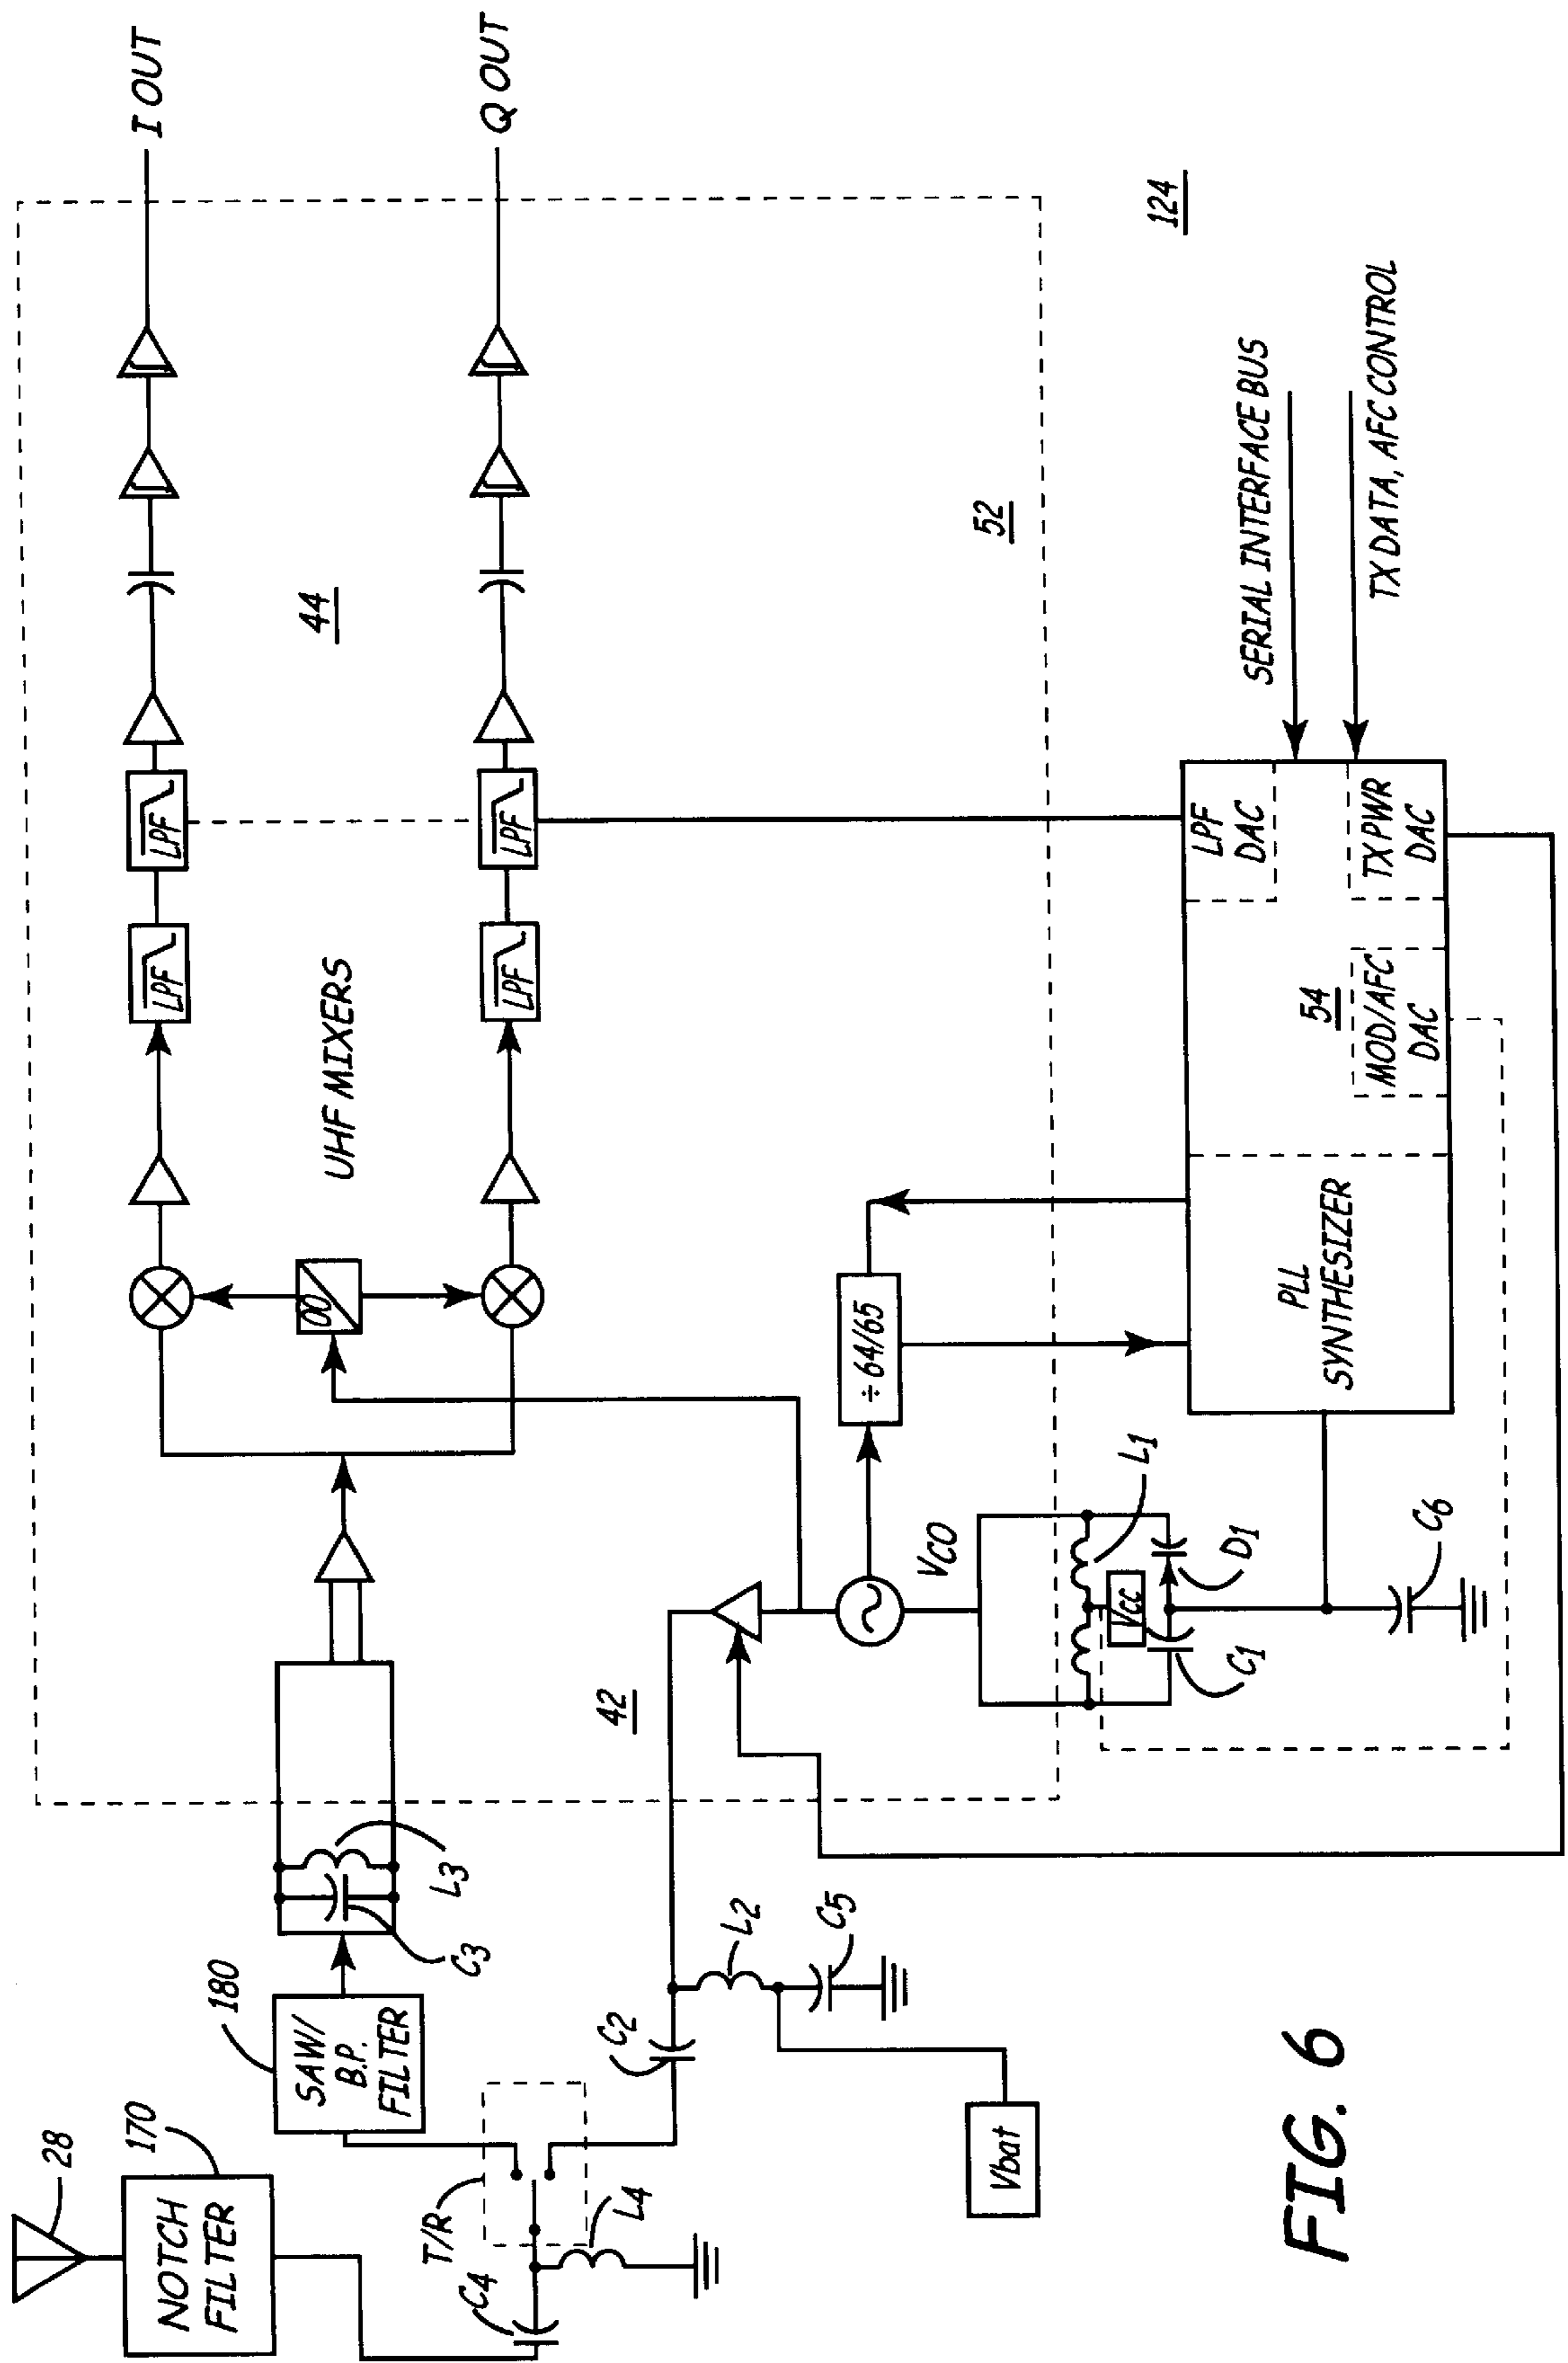 28
170
NOTCH
FILTER
180
SAW/
B.P.
FILTER
T/R
C4
L4
C3
L3
C2
L2
C5
Vbat
42
44
52
UHF MIXERS
LPF
LPF
LPF
LPF
I OUT
Q OUT
VCO
÷ 64/65
L1
Vcc
D1
C1
C6
PLL
SYNTHESIZER
54
MOD/AFC
DAC
LPF
DAC
TX PWR
DAC
SERIAL INTERFACE BUS
TX DATA, AFC CONTROL
124
FIG. 6